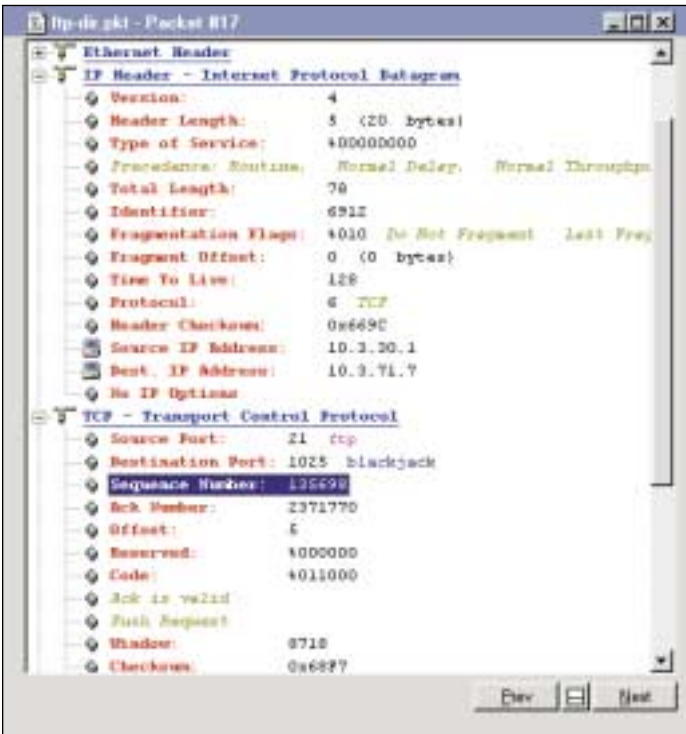 ftp-dir.pkt - Packet #17
Ethernet Header
IP Header - Internet Protocol Datagram
Version: 4
Header Length: 5 (20 bytes)
Type of Service: %00000000
Precedence: Routine, Normal Delay, Normal Throughpu
Total Length: 78
Identifier: 6912
Fragmentation Flags: %010 Do Not Fragment Last Frag
Fragment Offset: 0 (0 bytes)
Time To Live: 128
Protocol: 6 TCP
Header Checksum: 0x669C
Source IP Address: 10.3.30.1
Dest. IP Address: 10.3.71.7
No IP Options
TCP - Transport Control Protocol
Source Port: 21 ftp
Destination Port: 1025 blackjack
Sequence Number: 135698
Ack Number: 2371770
Offset: 5
Reserved: %000000
Code: %011000
Ack is valid
Push Request
Window: 8718
Checksum: 0x68F7
Prev Next